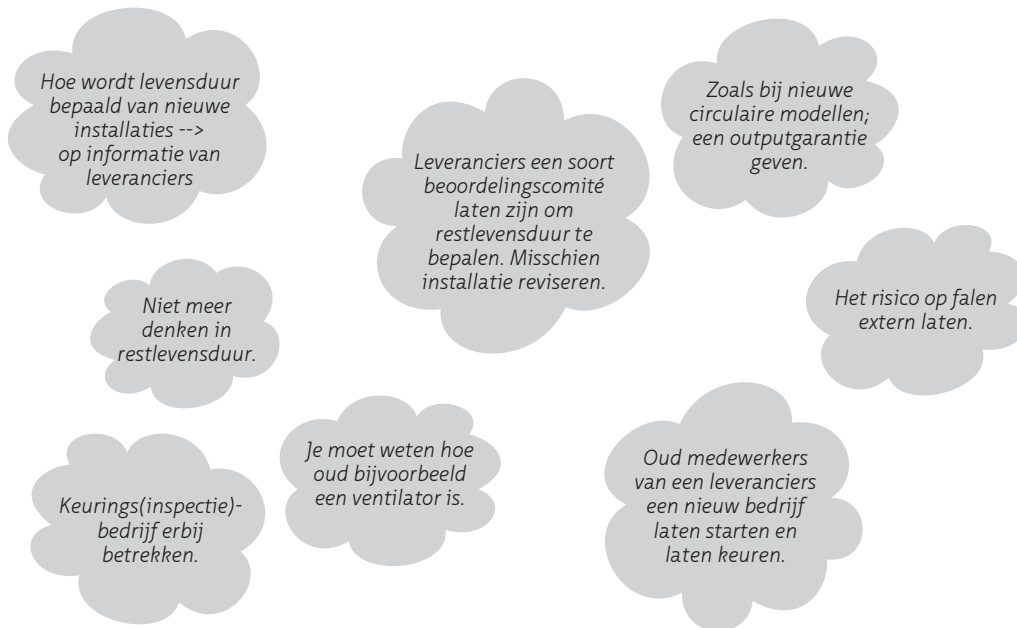 Hoe wordt levensduur
bepaald van nieuwe
installaties -->
op informatie van
leveranciers
Leveranciers een soort
beoordelingscomité
laten zijn om
restlevensduur te
bepalen. Misschien
installatie reviseren.
Zoals bij nieuwe
circulaire modellen;
een outputgarantie
geven.
Niet meer
denken in
restlevensduur.
Het risico op falen
extern laten.
Keurings(inspectie)-
bedrijf erbij
betrekken.
Je moet weten hoe
oud bijvoorbeeld
een ventilator is.
Oud medewerkers
van een leveranciers
een nieuw bedrijf
laten starten en
laten keuren.